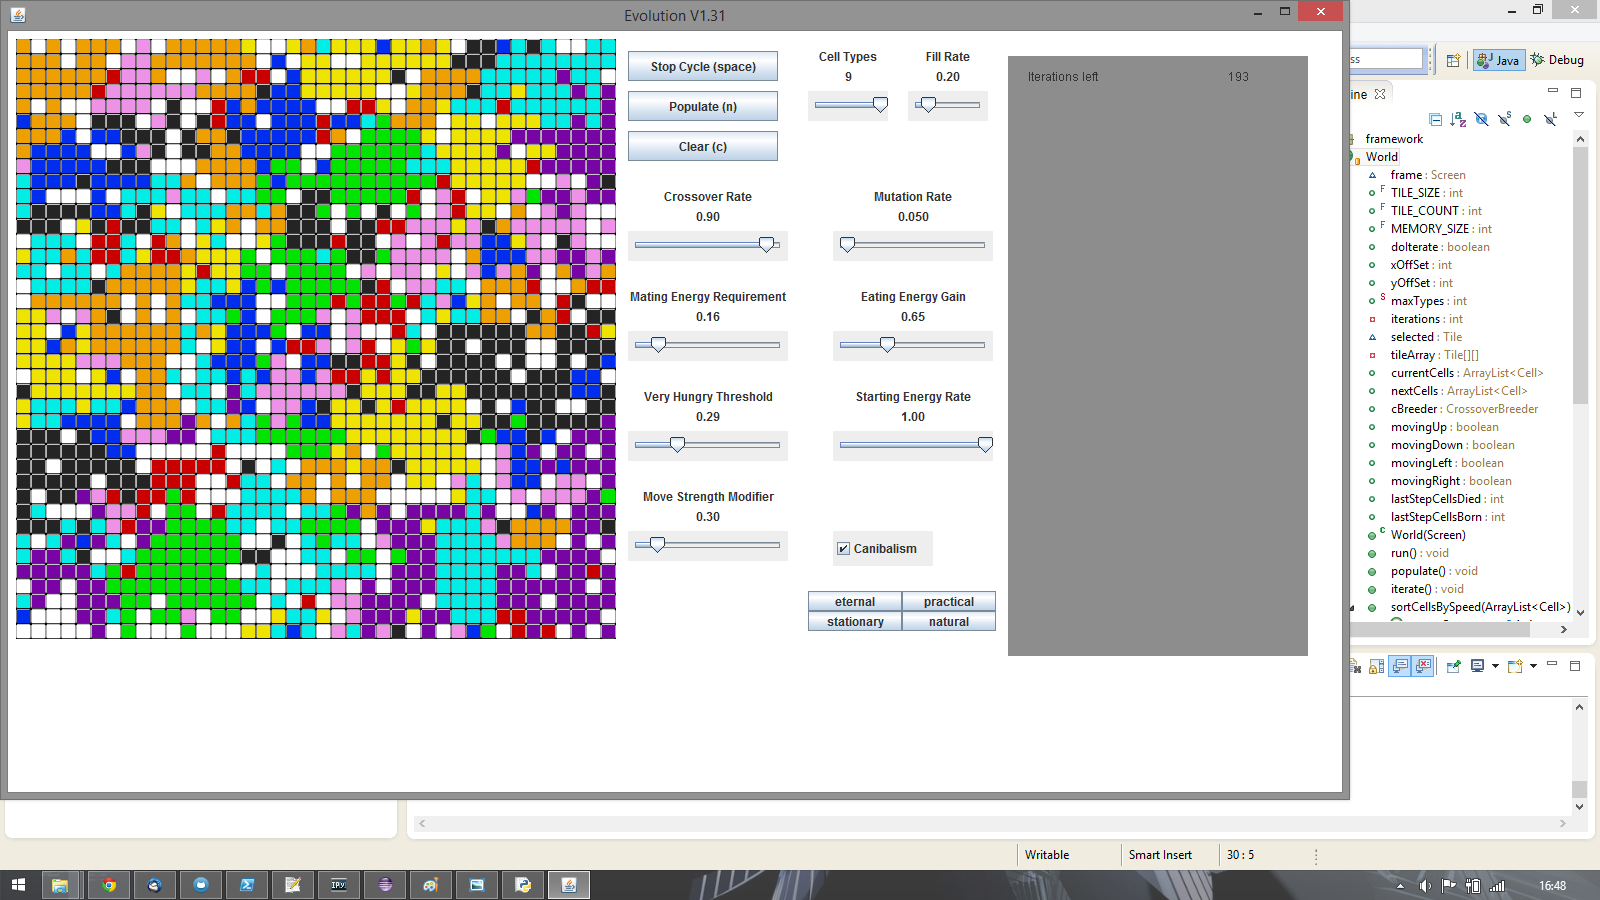 Evolution V1.31
Stop Cycle (space)
Populate (n)
Clear (c)
Cell Types
9
Fill Rate
0.20
Crossover Rate
0.90
Mutation Rate
0.050
Mating Energy Requirement
0.16
Eating Energy Gain
0.65
Very Hungry Threshold
0.29
Starting Energy Rate
1.00
Move Strength Modifier
0.30
Canibalism
eternal
practical
stationary
natural
Iterations left 193
ss
Java
Debug
ine
framework
World
frame : Screen
TILE_SIZE : int
TILE_COUNT : int
MEMORY_SIZE : int
doIterate : boolean
xOffSet : int
yOffSet : int
maxTypes : int
iterations : int
selected : Tile
tileArray : Tile[][]
currentCells : ArrayList<Cell>
nextCells : ArrayList<Cell>
cBreeder : CrossoverBreeder
movingUp : boolean
movingDown : boolean
movingLeft : boolean
movingRight : boolean
lastStepCellsDied : int
lastStepCellsBorn : int
World(Screen)
run() : void
populate() : void
iterate() : void
sortCellsBySpeed(ArrayList<Cell>)
Writable
Smart Insert
30 : 5
IPy
16:48